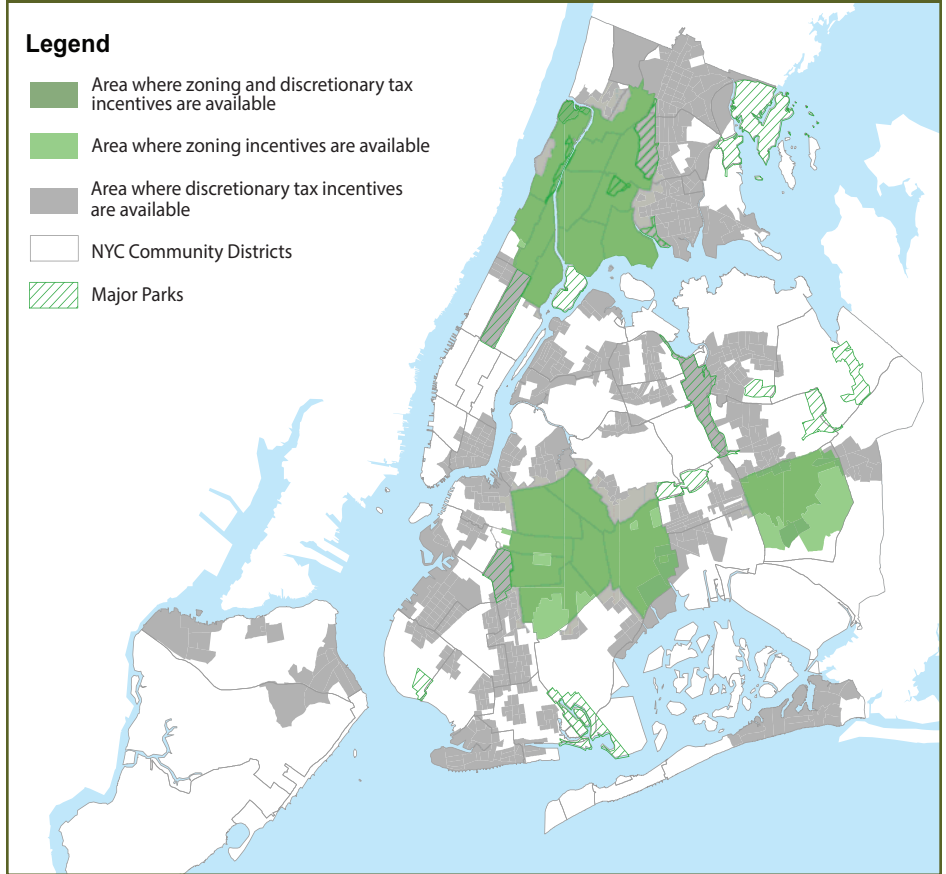 Legend
Area where zoning and discretionary tax
incentives are available
Area where zoning incentives are available
Area where discretionary tax incentives
are available
NYC Community Districts
Major Parks